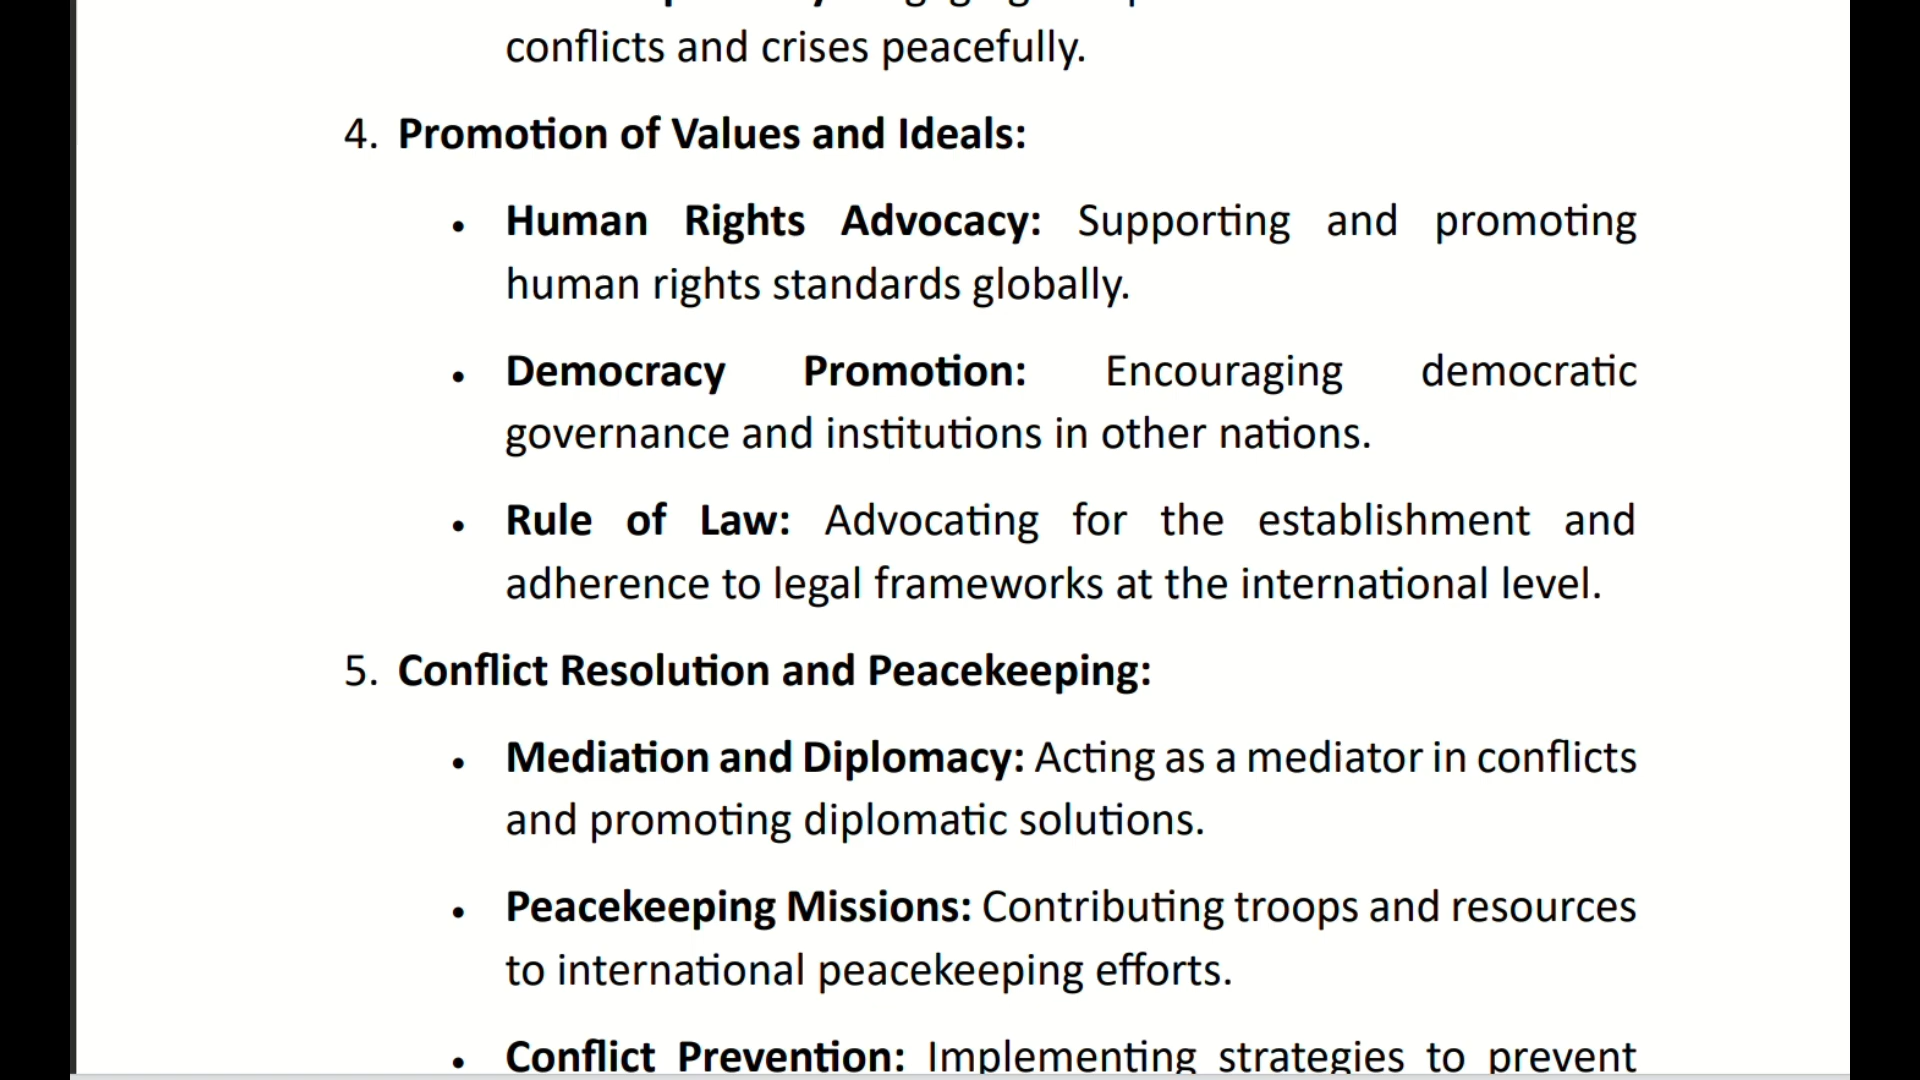 conflicts and crises peacefully.
4. Promotion of Values and Ideals:
• Human Rights Advocacy: Supporting and promoting
human rights standards globally.
• Democracy Promotion: Encouraging democratic
governance and institutions in other nations.
• Rule of Law: Advocating for the establishment and
adherence to legal frameworks at the international level.
5. Conflict Resolution and Peacekeeping:
• Mediation and Diplomacy: Acting as a mediator in conflicts
and promoting diplomatic solutions.
• Peacekeeping Missions: Contributing troops and resources
to international peacekeeping efforts.
• Conflict Prevention: Implementing strategies to prevent